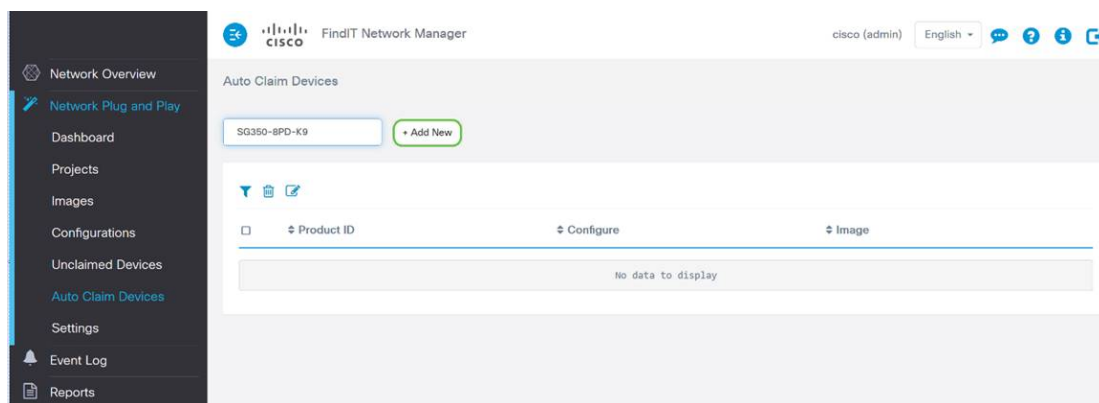 CISCO FindIT Network Manager
cisco (admin)
English
Network Overview
Network Plug and Play
Dashboard
Projects
Images
Configurations
Unclaimed Devices
Auto Claim Devices
Settings
Event Log
Reports
Auto Claim Devices
SG350-8PD-K9
+ Add New
Product ID Configure Image
No data to display